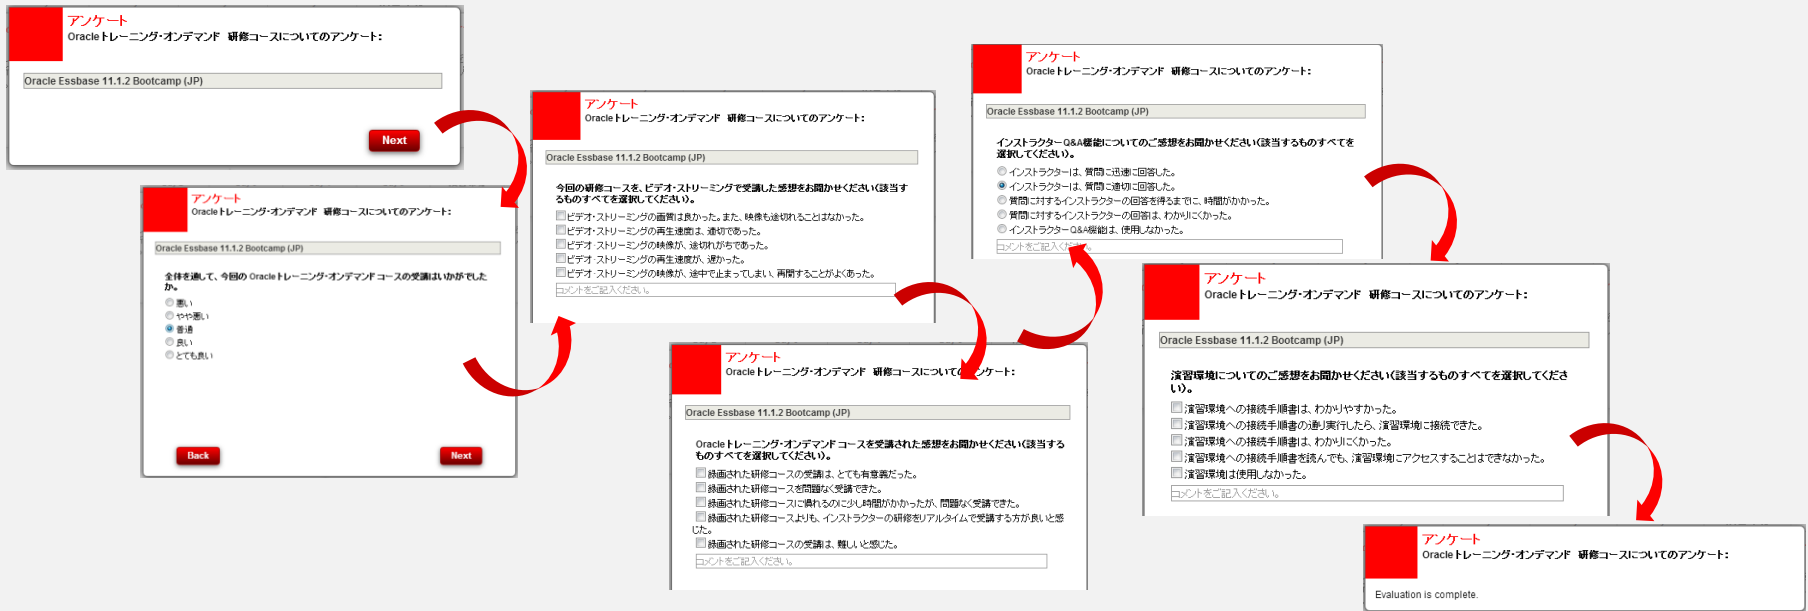 アンケート
Oracleトレーニング・オンデマンド 研修コースについてのアンケート:
Oracle Essbase 11.1.2 Bootcamp (JP)
Next
アンケート
Oracleトレーニング・オンデマンド 研修コースについてのアンケート:
Oracle Essbase 11.1.2 Bootcamp (JP)
全体を通して、今回の Oracleトレーニング・オンデマンドコースの受講はいかがでした
か。
悪い
やや悪い
普通
良い
とても良い
Back
Next
アンケート
Oracleトレーニング・オンデマンド 研修コースについてのアンケート:
Oracle Essbase 11.1.2 Bootcamp (JP)
今回の研修コースを、ビデオ・ストリーミングで受講した感想をお聞かせください(該当す
るものすべてを選択してください)。
ビデオ・ストリーミングの画質は良かった。また、映像も途切れることはなかった。
ビデオ・ストリーミングの再生速度は、適切であった。
ビデオ・ストリーミングの映像が、途切れがちであった。
ビデオ・ストリーミングの再生速度が、遅かった。
ビデオ・ストリーミングの映像が、途中で止まってしまい、再開することがよくあった。
コメントをご記入ください。
アンケート
Oracleトレーニング・オンデマンド 研修コースについてのアンケート:
Oracle Essbase 11.1.2 Bootcamp (JP)
Oracleトレーニング・オンデマンドコースを受講された感想をお聞かせください(該当する
ものすべてを選択してください)。
録画された研修コースの受講は、とても有意義だった。
録画された研修コースを問題なく受講できた。
録画された研修コースに慣れるのに少し時間がかかったが、問題なく受講できた。
録画された研修コースよりも、インストラクターの研修をリアルタイムで受講する方が良いと感
じた。
録画された研修コースの受講は、難しいと感じた。
コメントをご記入ください。
アンケート
Oracleトレーニング・オンデマンド 研修コースについてのアンケート:
Oracle Essbase 11.1.2 Bootcamp (JP)
インストラクターQ&A機能についてのご感想をお聞かせください(該当するものすべてを
選択してください)。
インストラクターは、質問に迅速に回答した。
インストラクターは、質問に適切に回答した。
質問に対するインストラクターの回答を得るまでに、時間がかかった。
質問に対するインストラクターの回答は、わかりにくかった。
インストラクターQ&A機能は、使用しなかった。
コメントをご記入ください。
アンケート
Oracleトレーニング・オンデマンド 研修コースについてのアンケート:
Oracle Essbase 11.1.2 Bootcamp (JP)
演習環境についてのご感想をお聞かせください(該当するものすべてを選択してくださ
い)。
演習環境への接続手順書は、わかりやすかった。
演習環境への接続手順書の通り実行したら、演習環境に接続できた。
演習環境への接続手順書は、わかりにくかった。
演習環境への接続手順書を読んでも、演習環境にアクセスすることはできなかった。
演習環境は使用しなかった。
コメントをご記入ください。
アンケート
Oracleトレーニング・オンデマンド 研修コースについてのアンケート:
Evaluation is complete.